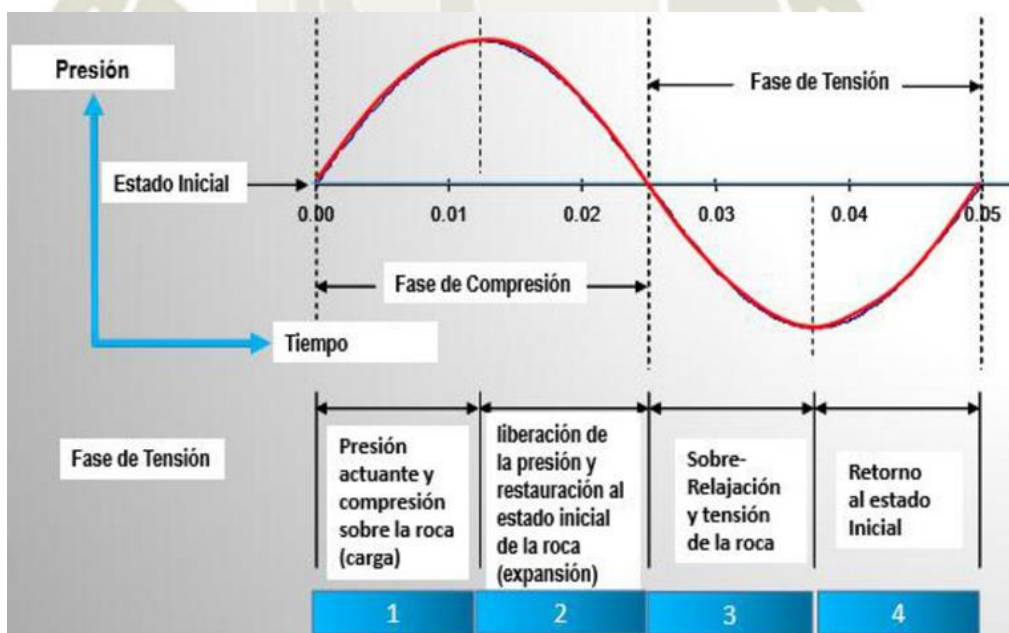 Presión
Fase de Tensión
Estado Inicial
0.00 0.01 0.02 0.03 0.04 0.05
Fase de Compresión
Tiempo
Fase de Tensión
Presión
actuante y
compresión
sobre la roca
(carga)
liberación de
la presión y
restauración al
estado inicial
de la roca
(expansión)
Sobre-
Relajación
y tensión
de la roca
Retorno
al estado
Inicial
1 2 3 4